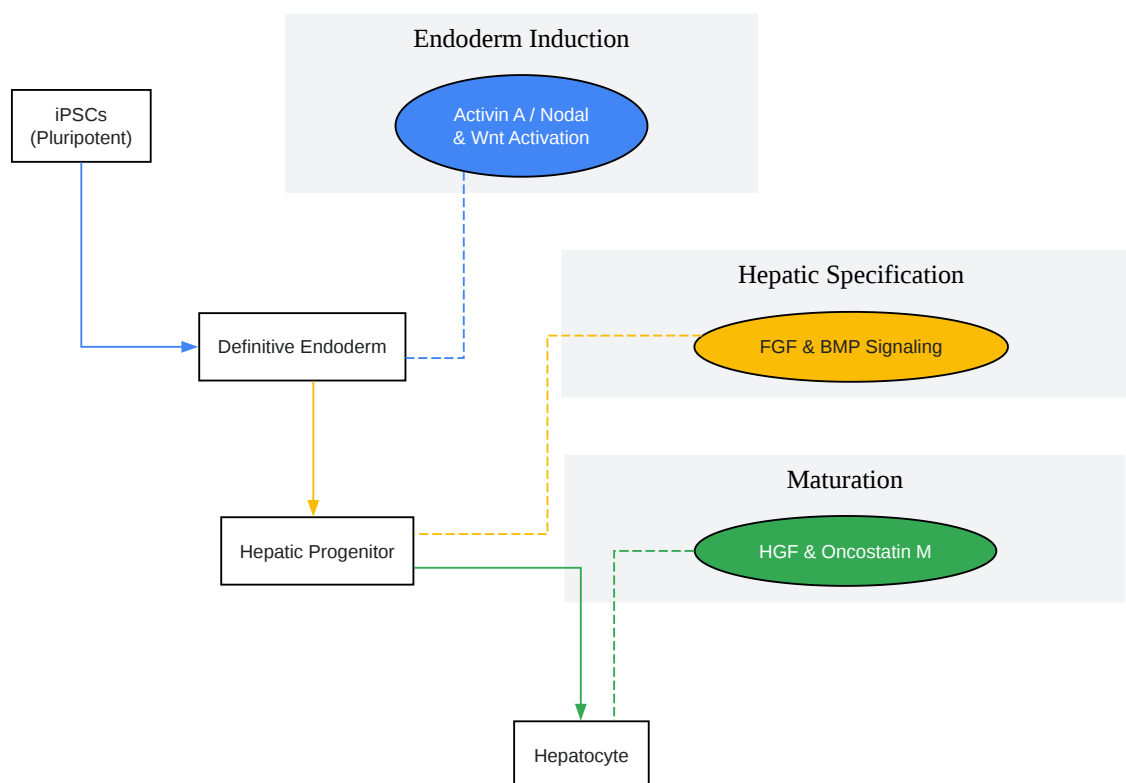 Endoderm Induction
iPSCs
(Pluripotent)
Activin A / Nodal
& Wnt Activation
Hepatic Specification
Definitive Endoderm
FGF & BMP Signaling
Maturation
Hepatic Progenitor
HGF & Oncostatin M
Hepatocyte